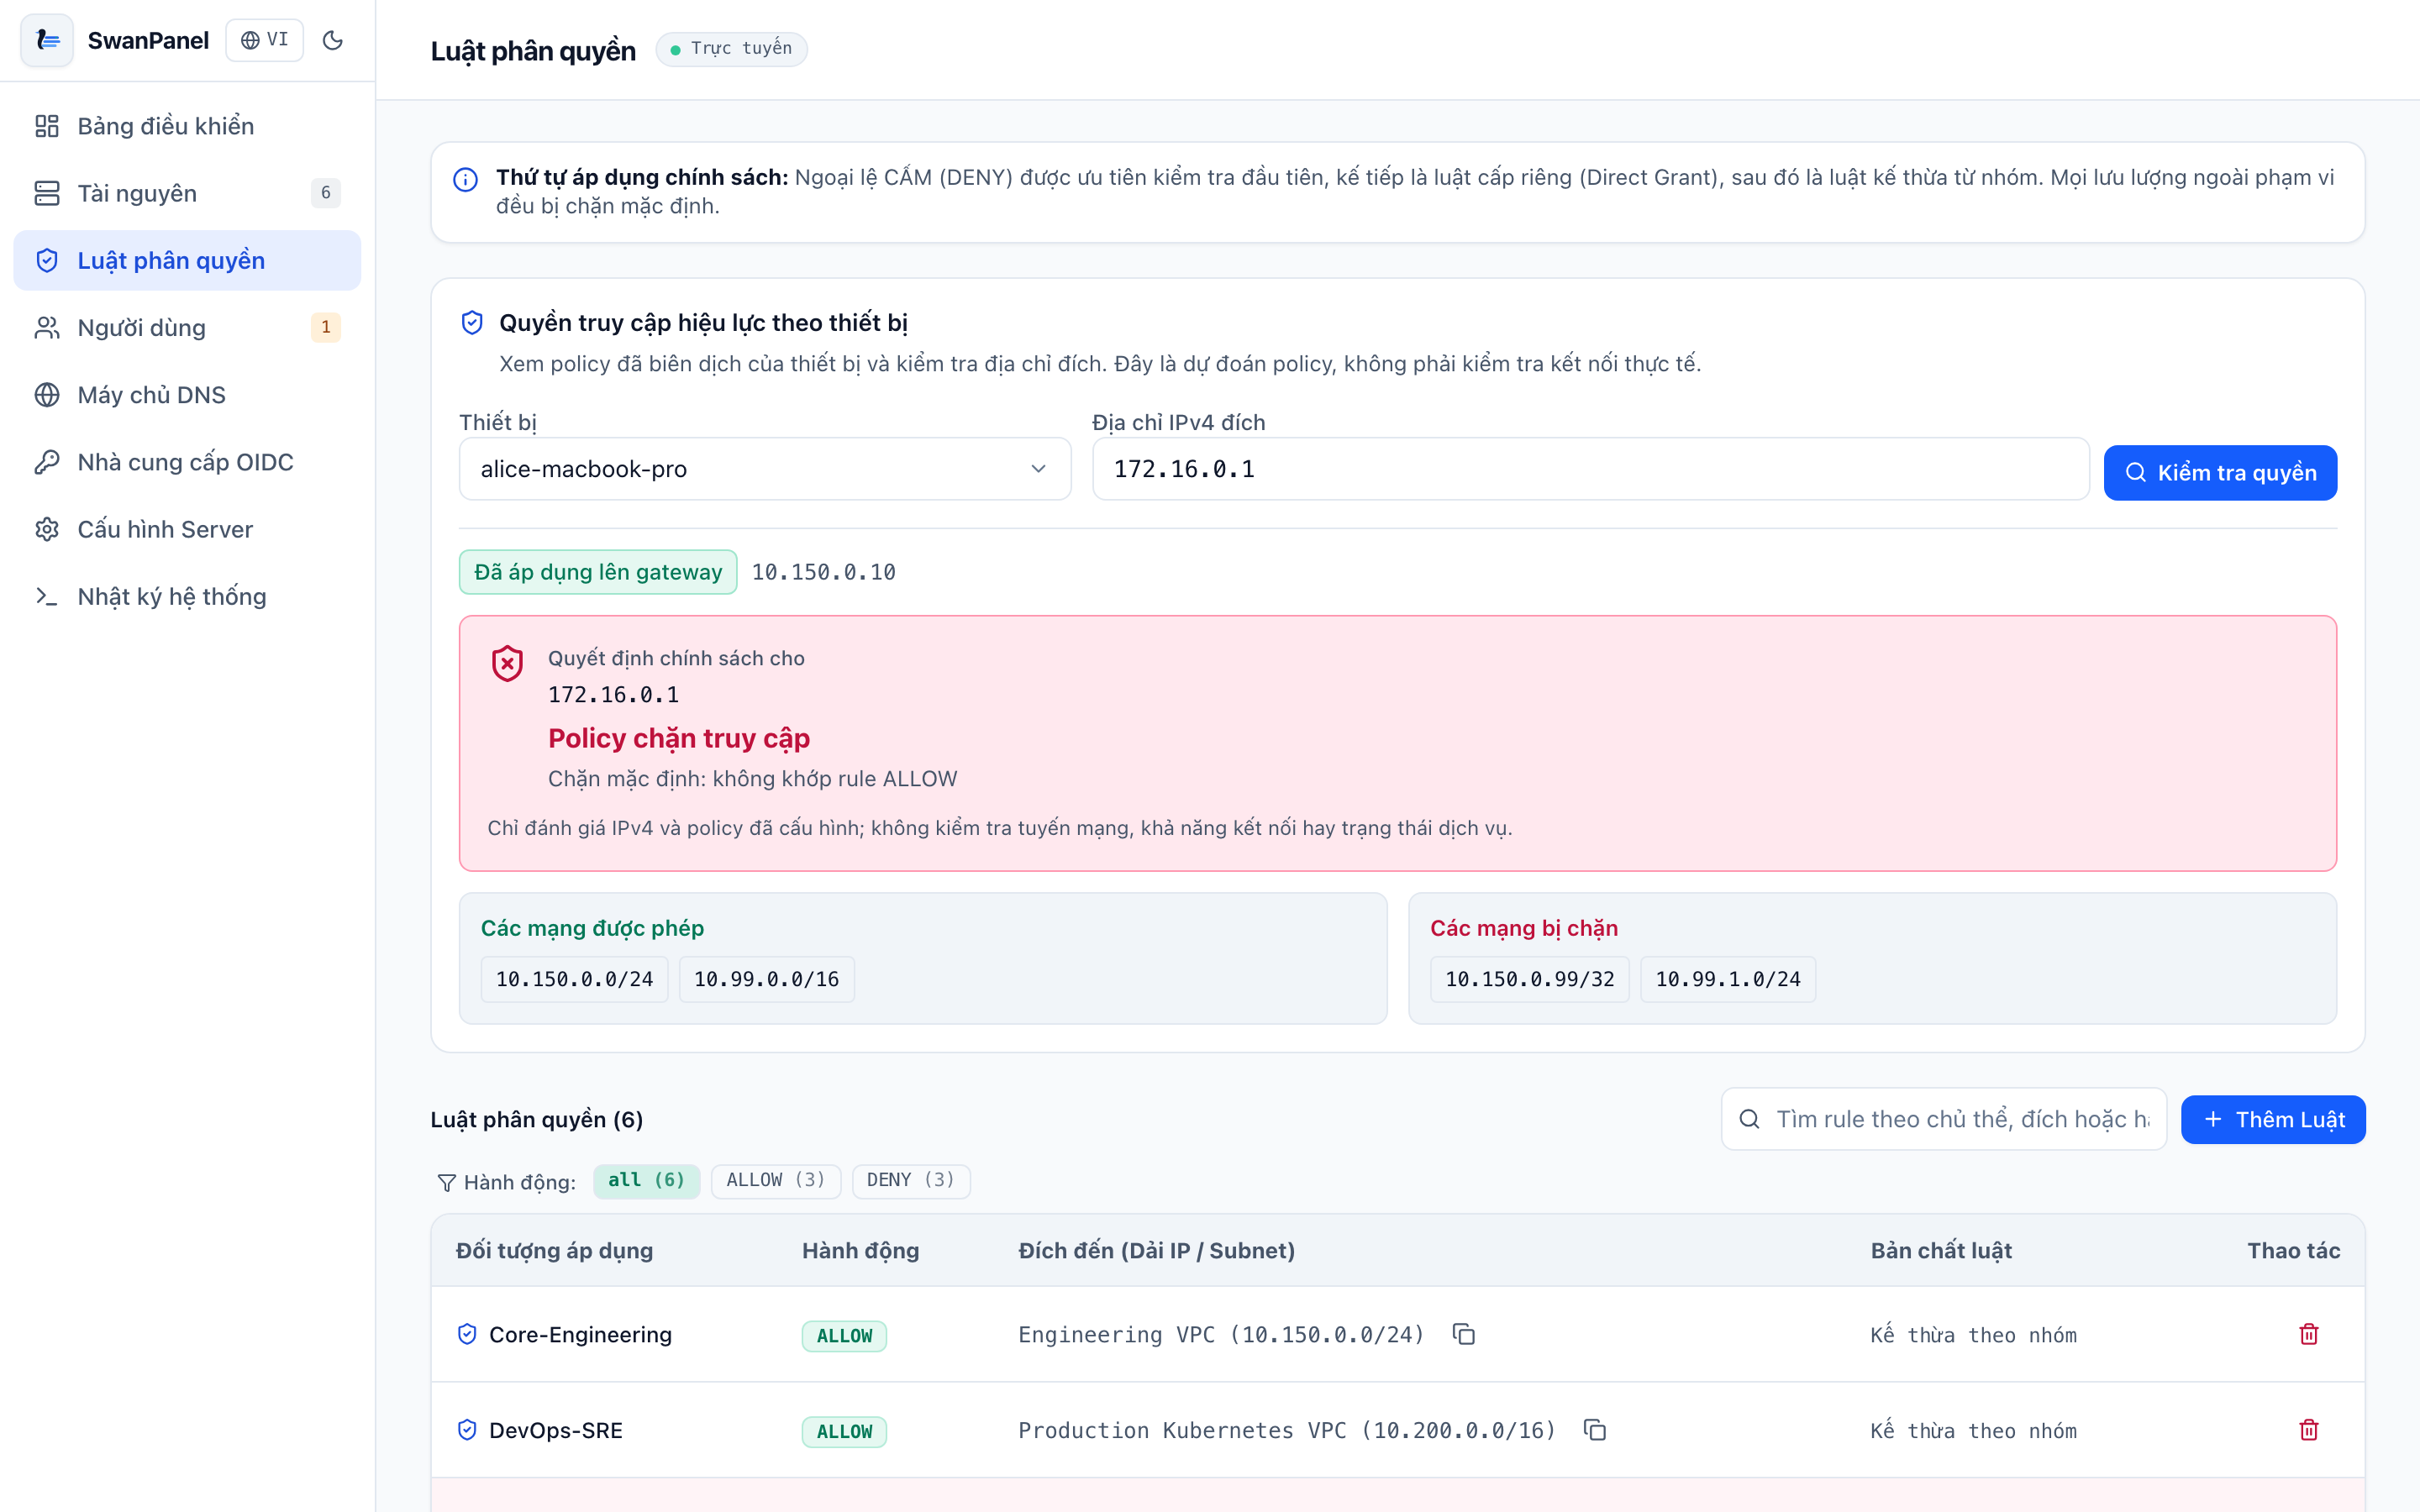 SwanPanel
VI
Bảng điều khiển
Tài nguyên
6
Luật phân quyền
Người dùng
1
Máy chủ DNS
Nhà cung cấp OIDC
Cấu hình Server
Nhật ký hệ thống
Luật phân quyền
Trực tuyến
Thứ tự áp dụng chính sách: Ngoại lệ CẤM (DENY) được ưu tiên kiểm tra đầu tiên, kế tiếp là luật cấp riêng (Direct Grant), sau đó là luật kế thừa từ nhóm. Mọi lưu lượng ngoài phạm vi
đều bị chặn mặc định.
Quyền truy cập hiệu lực theo thiết bị
Xem policy đã biên dịch của thiết bị và kiểm tra địa chỉ đích. Đây là dự đoán policy, không phải kiểm tra kết nối thực tế.
Thiết bị
alice-macbook-pro
Địa chỉ IPv4 đích
172.16.0.1
Kiểm tra quyền
Đã áp dụng lên gateway
10.150.0.10
Quyết định chính sách cho
172.16.0.1
Policy chặn truy cập
Chặn mặc định: không khớp rule ALLOW
Chỉ đánh giá IPv4 và policy đã cấu hình; không kiểm tra tuyến mạng, khả năng kết nối hay trạng thái dịch vụ.
Các mạng được phép
10.150.0.0/24
10.99.0.0/16
Các mạng bị chặn
10.150.0.99/32
10.99.1.0/24
Luật phân quyền (6)
Tìm rule theo chủ thể, đích hoặc
Thêm Luật
Hành động:
all (6)
ALLOW (3)
DENY (3)
Đối tượng áp dụng
Hành động
Đích đến (Dải IP / Subnet)
Bản chất luật
Thao tác
Core-Engineering
ALLOW
Engineering VPC (10.150.0.0/24)
Kế thừa theo nhóm
DevOps-SRE
ALLOW
Production Kubernetes VPC (10.200.0.0/16)
Kế thừa theo nhóm